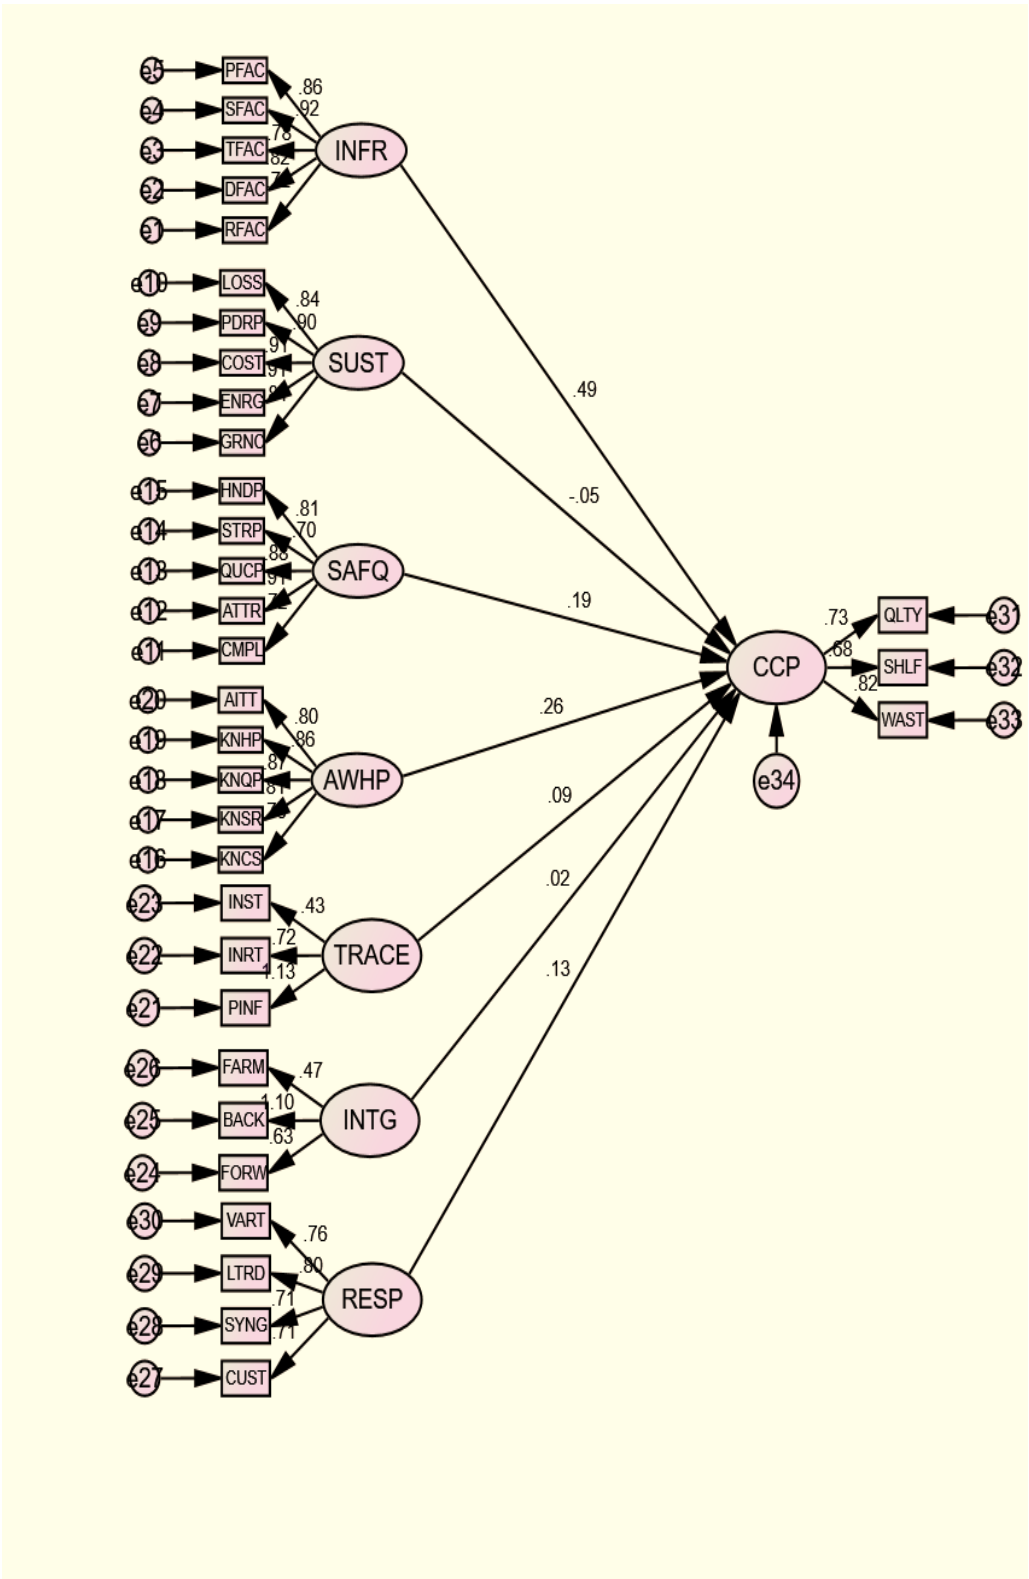 e5 PFAC .86
e4 SFAC .92
e3 TFAC .78 INFR
e2 DFAC .82
e1 RFAC
e10 LOSS .84
e9 PDRP .90
e8 COST .91 SUST
e7 ENRG .91
e6 GRNC
.49
-.05
e15 HNDP .81
e14 STRP .70
e13 QUCP .88 SAFQ
e12 ATTR .91
e11 CMPL .72
.19
e20 AITT .80
e19 KNHP .86
e18 KNQP .87 AWHP
e17 KNSR .81
e16 KNCS
.26
CCP
.73 QLTY e31
.68 SHLF e32
.82 WAST e33
e34
e23 INST .43
e22 INRT .72 TRACE
e21 PINF 1.13
.09
e26 FARM .47
e25 BACK 1.10 INTG
e24 FORW .63
.02
e30 VART .76
e29 LTRD .80
e28 SYNG .71 RESP
e27 CUST .71
.13